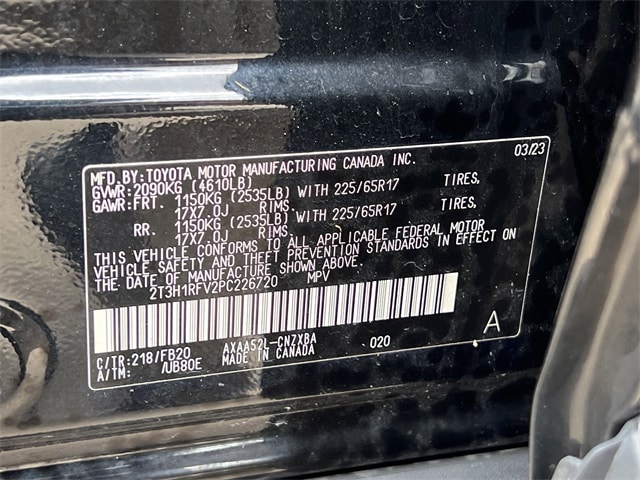 MFD.BY:TOYOTA MOTOR MANUFACTURING CANADA INC. 03/23
GVWR:2090KG (4610LB)
GAWR:FRT. 1150KG (2535LB) WITH 225/65R17 TIRES,
17X7.0J RIMS.
RR. 1150KG (2535LB) WITH 225/65R17 TIRES,
17X7.0J RIMS.
THIS VEHICLE CONFORMS TO ALL APPLICABLE FEDERAL MOTOR
VEHICLE SAFETY AND THEFT PREVENTION STANDARDS IN EFFECT ON
THE DATE OF MANUFACTURE SHOWN ABOVE.
2T3H1RFV2PC226720 MPV
C/TR:218/FB20 AXAA52L-CNZXBA 020 A
A/TM: /UB80E MADE IN CANADA